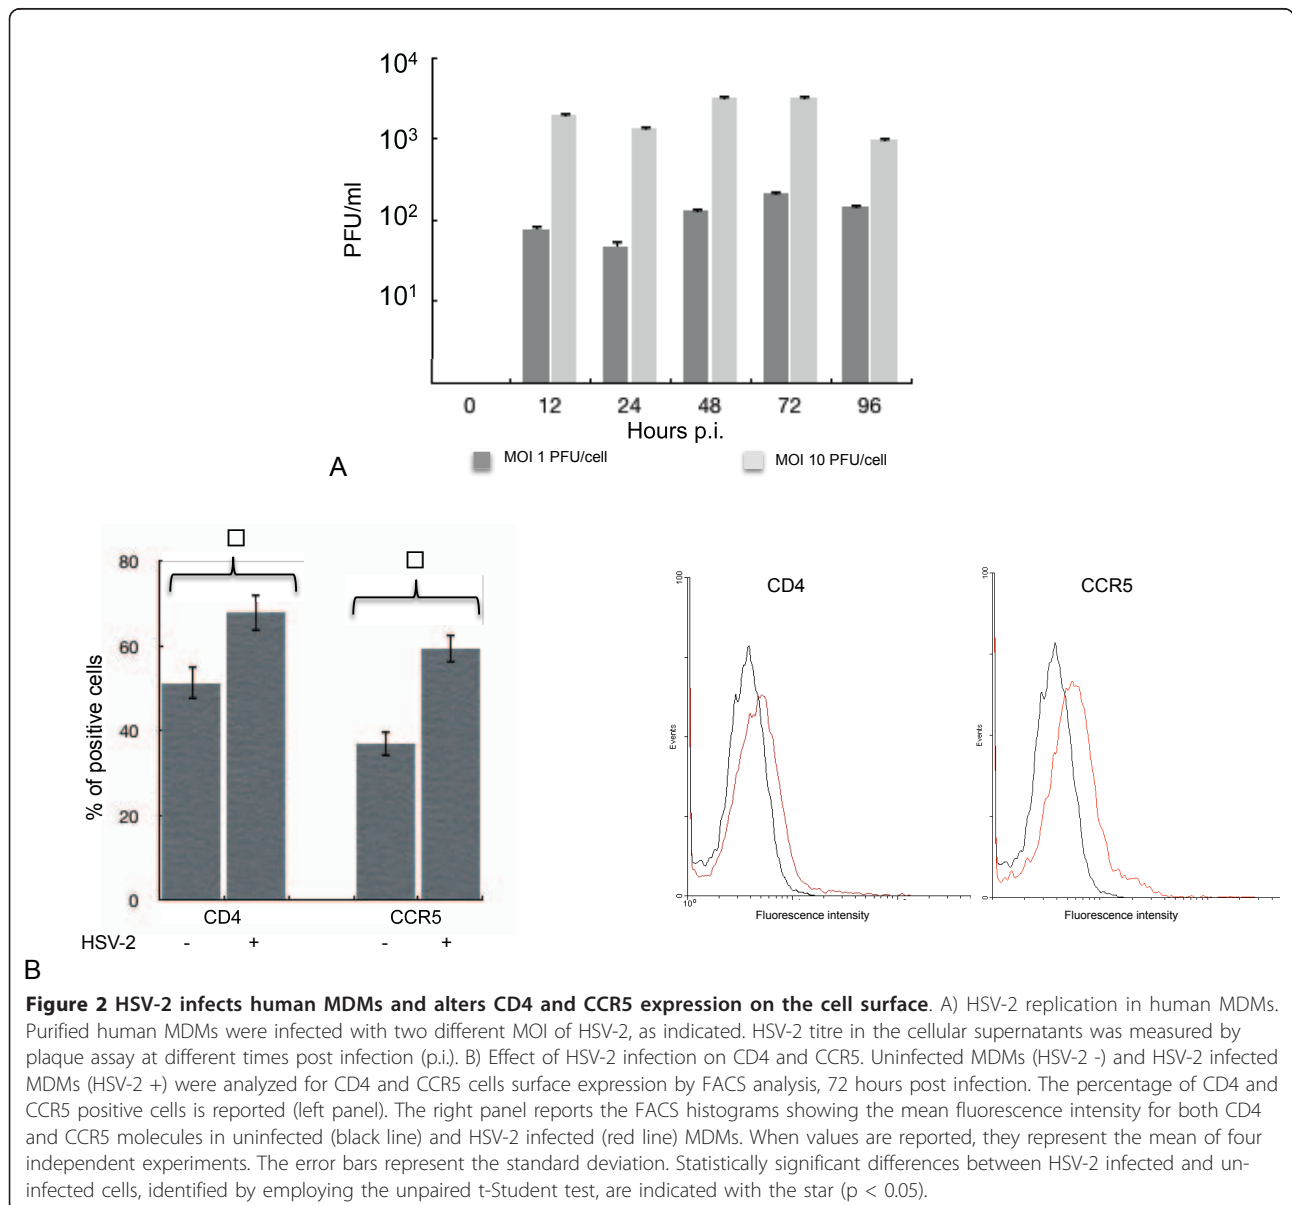 10⁴
10³
10²
10¹
PFU/ml
0 12 24 48 72 96
Hours p.i.
MOI 1 PFU/cell MOI 10 PFU/cell
A
80
60
40
20
0
% of positive cells
CD4 CCR5
HSV-2 - + - +
100
CD4
Events
0
10⁰
Fluorescence intensity
100
CCR5
Events
0
Fluorescence intensity
B
Figure 2 HSV-2 infects human MDMs and alters CD4 and CCR5 expression on the cell surface. A) HSV-2 replication in human MDMs.
Purified human MDMs were infected with two different MOI of HSV-2, as indicated. HSV-2 titre in the cellular supernatants was measured by
plaque assay at different times post infection (p.i.). B) Effect of HSV-2 infection on CD4 and CCR5. Uninfected MDMs (HSV-2 -) and HSV-2 infected
MDMs (HSV-2 +) were analyzed for CD4 and CCR5 cells surface expression by FACS analysis, 72 hours post infection. The percentage of CD4 and
CCR5 positive cells is reported (left panel). The right panel reports the FACS histograms showing the mean fluorescence intensity for both CD4
and CCR5 molecules in uninfected (black line) and HSV-2 infected (red line) MDMs. When values are reported, they represent the mean of four
independent experiments. The error bars represent the standard deviation. Statistically significant differences between HSV-2 infected and un-
infected cells, identified by employing the unpaired t-Student test, are indicated with the star (p < 0.05).